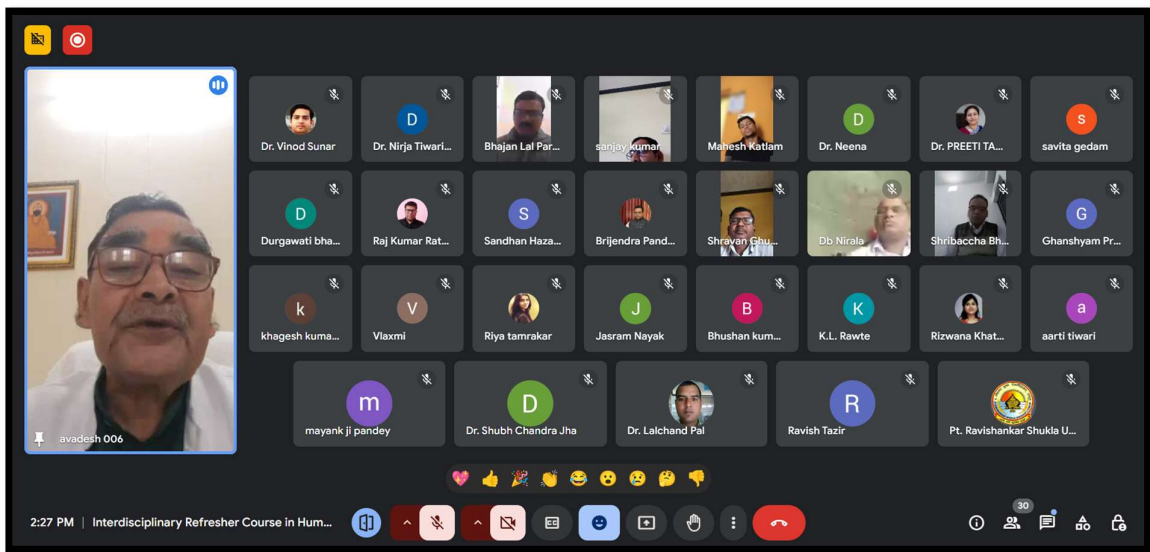 Dr. Vinod Sunar
D
Dr. Nirja Tiwari...
Bhajan Lal Par...
sanjay kumar
Mahesh Katlam
D
Dr. Neena
Dr. PREETI TA...
s
savita gedam
D
Durgawati bha...
Raj Kumar Rat...
S
Sandhan Haza...
Brijendra Pand...
Shravan Ghu...
Db Nirala
Shribaccha Bh...
G
Ghanshyam Pr...
k
khagesh kuma...
V
Vlaxmi
Riya tamrakar
J
Jasram Nayak
B
Bhushan kum...
K
K.L. Rawte
Rizwana Khat...
a
aarti tiwari
avadesh 006
m
mayank ji pandey
D
Dr. Shubh Chandra Jha
Dr. Lalchand Pal
R
Ravish Tazir
Pt. Ravishankar Shukla U...
2:27 PM | Interdisciplinary Refresher Course in Hum...
CC
30